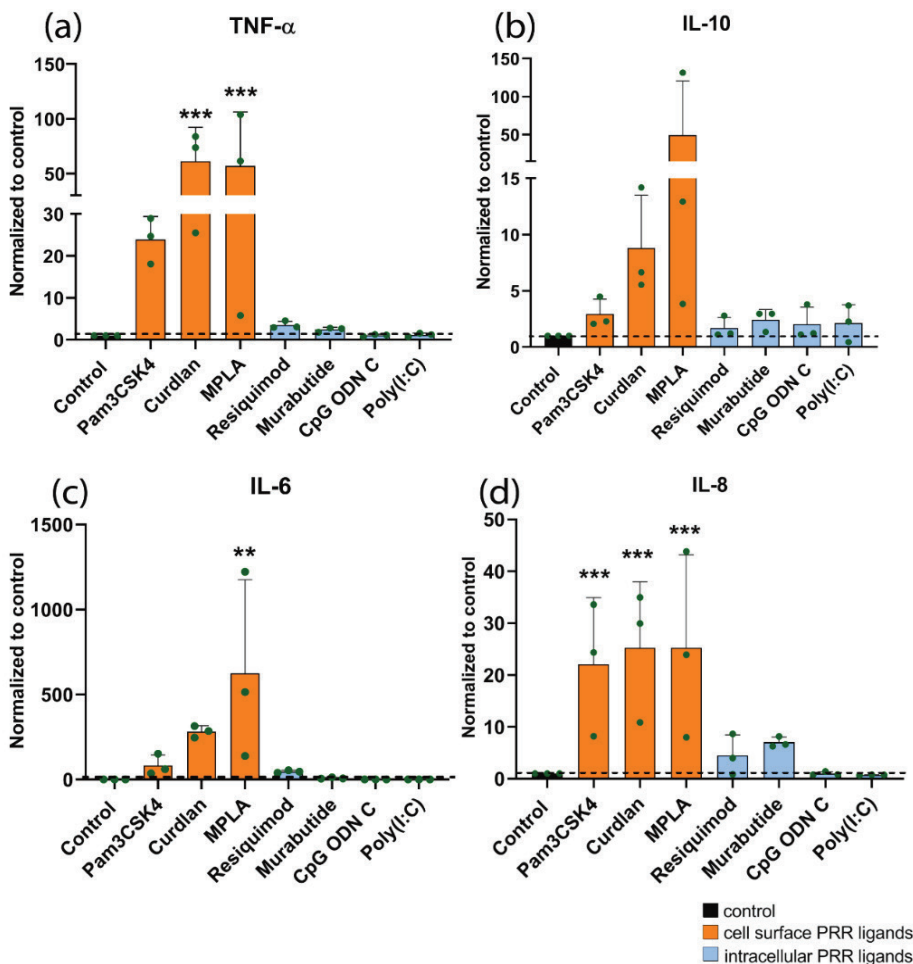 (a)
TNF-α
Normalized to control
150
100
50
30
20
10
0
***
***
Control
Pam3CSK4
Curdlan
MPLA
Resiquimod
Murabutide
CpG ODN C
Poly(I:C)
(b)
IL-10
Normalized to control
150
100
50
15
10
5
0
Control
Pam3CSK4
Curdlan
MPLA
Resiquimod
Murabutide
CpG ODN C
Poly(I:C)
(c)
IL-6
Normalized to control
1500
1000
500
0
**
Control
Pam3CSK4
Curdlan
MPLA
Resiquimod
Murabutide
CpG ODN C
Poly(I:C)
(d)
IL-8
Normalized to control
50
40
30
20
10
0
***
***
***
Control
Pam3CSK4
Curdlan
MPLA
Resiquimod
Murabutide
CpG ODN C
Poly(I:C)
control
cell surface PRR ligands
intracellular PRR ligands